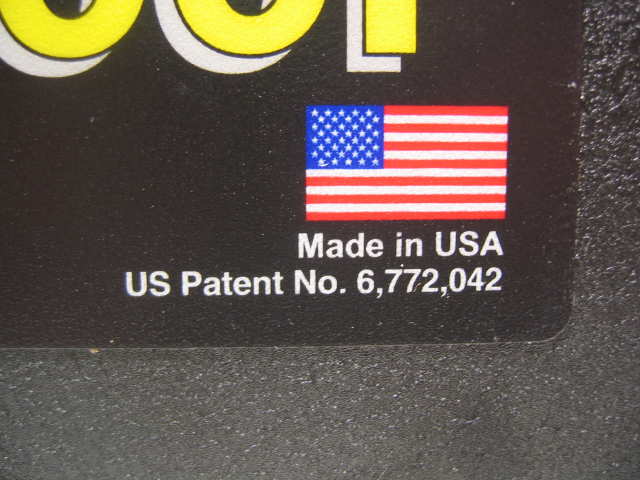 Made in USA
US Patent No. 6,772,042